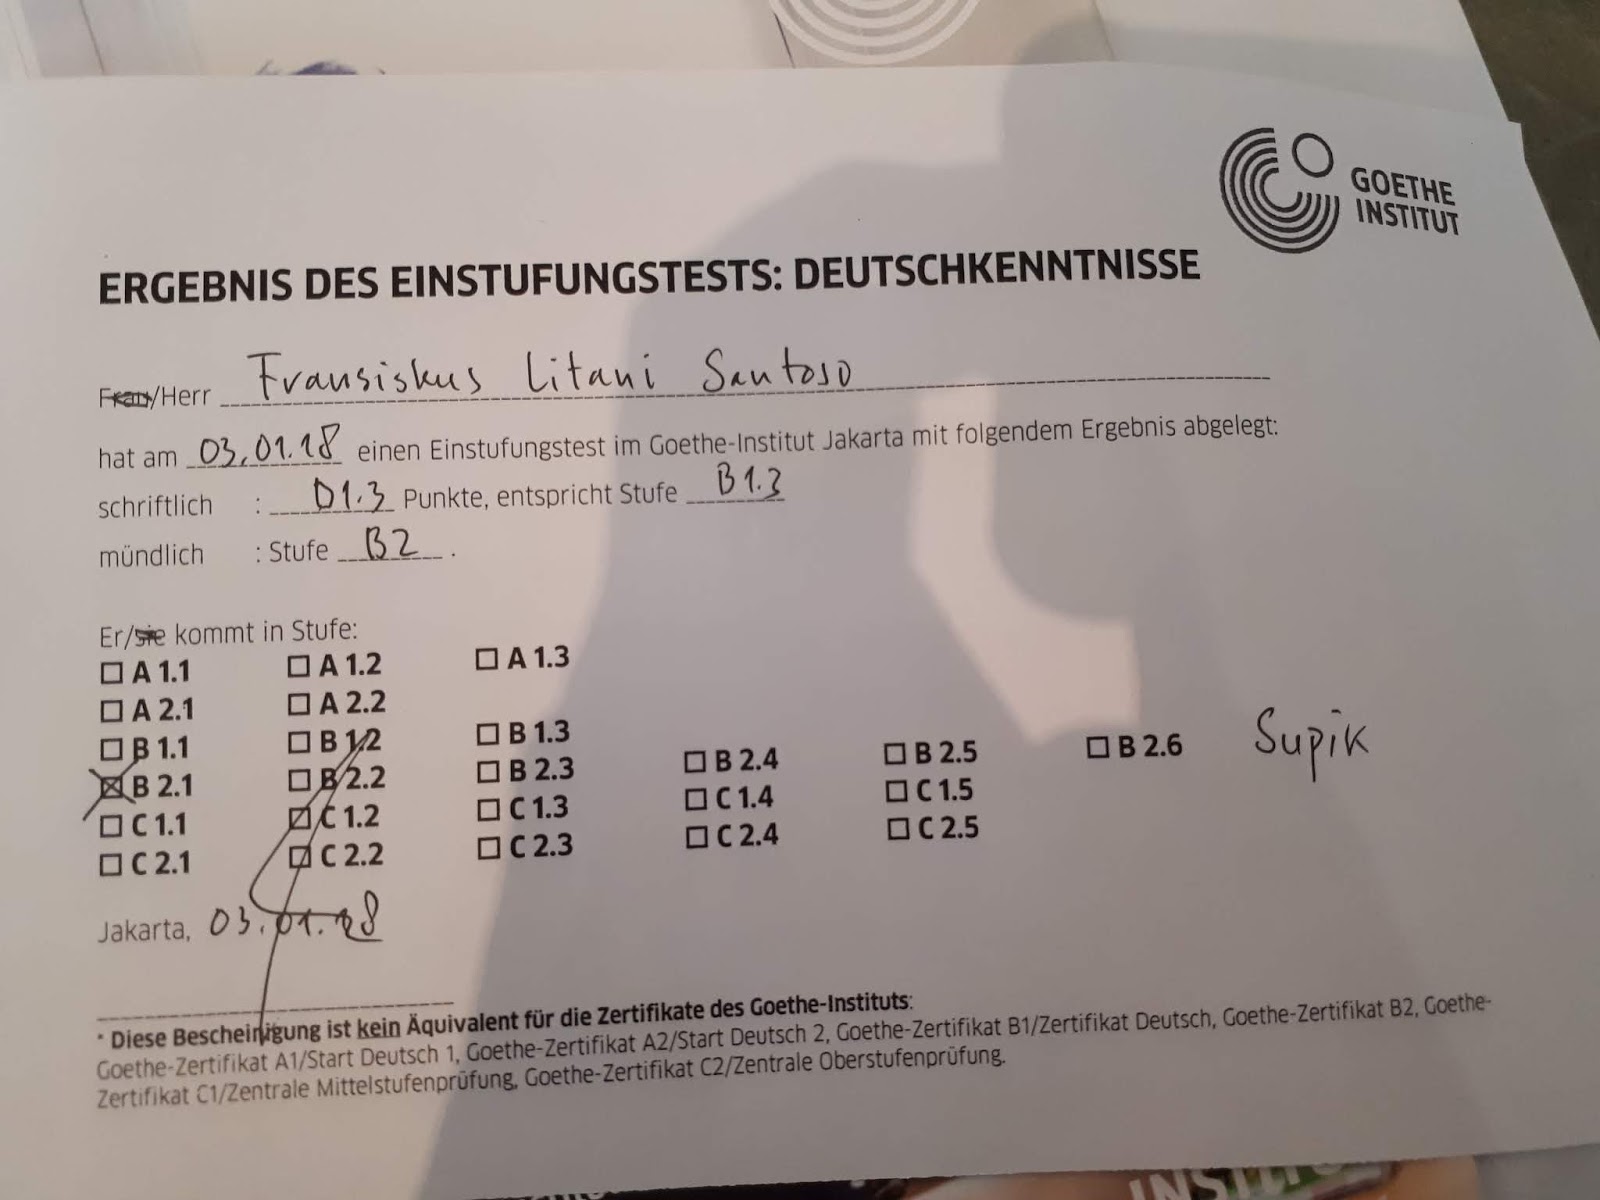 GOETHE
INSTITUT
ERGEBNIS DES EINSTUFUNGSTESTS: DEUTSCHKENNTNISSE
Frau/Herr Fransiskus Litani Santoso
hat am 03.01.18 einen Einstufungstest im Goethe-Institut Jakarta mit folgendem Ergebnis abgelegt:
schriftlich : D1.3 Punkte, entspricht Stufe B1.3
mündlich : Stufe B2.
Er/sie kommt in Stufe:
☐ A 1.1 ☐ A 1.2 ☐ A 1.3
☐ A 2.1 ☐ A 2.2
☐ B 1.1 ☐ B 1.2 ☐ B 1.3
☒ B 2.1 ☐ B 2.2 ☐ B 2.3 ☐ B 2.4 ☐ B 2.5 ☐ B 2.6 Supik
☐ C 1.1 ☐ C 1.2 ☐ C 1.3 ☐ C 1.4 ☐ C 1.5
☐ C 2.1 ☐ C 2.2 ☐ C 2.3 ☐ C 2.4 ☐ C 2.5
Jakarta, 03.01.18
* Diese Bescheinigung ist kein Äquivalent für die Zertifikate des Goethe-Instituts:
Goethe-Zertifikat A1/Start Deutsch 1, Goethe-Zertifikat A2/Start Deutsch 2, Goethe-Zertifikat B1/Zertifikat Deutsch, Goethe-Zertifikat B2, Goethe-
Zertifikat C1/Zentrale Mittelstufenprüfung, Goethe-Zertifikat C2/Zentrale Oberstufenprüfung.